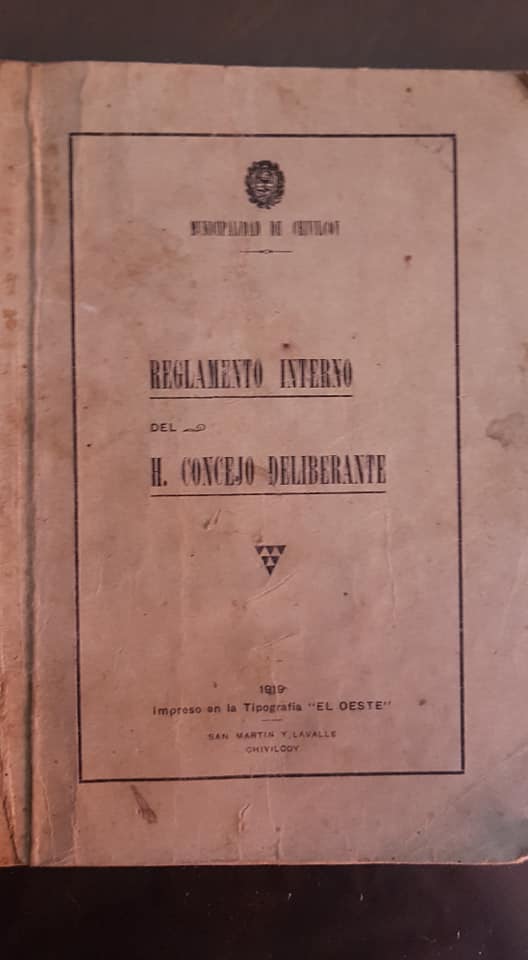 MUNICIPALIDAD DE CHIVILCOY
REGLAMENTO INTERNO
DEL
H. CONCEJO DELIBERANTE
1919
Impreso en la Tipografía "EL OESTE"
SAN MARTIN Y LAVALLE
CHIVILCOY